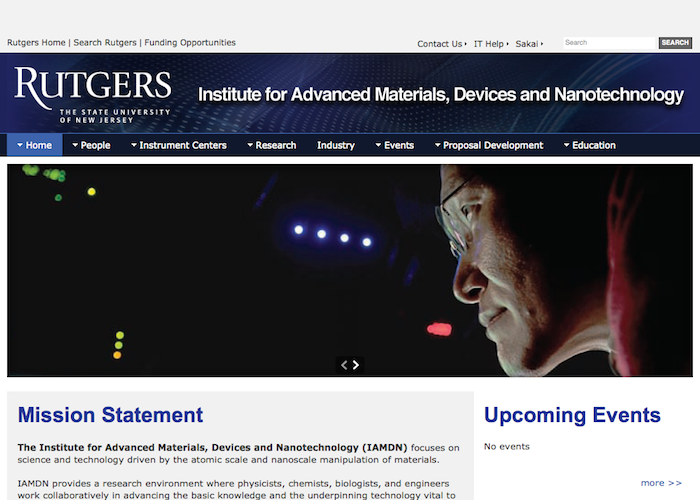 Rutgers Home | Search Rutgers | Funding Opportunities
Contact Us IT Help Sakai
Search SEARCH
RUTGERS
THE STATE UNIVERSITY
OF NEW JERSEY
Institute for Advanced Materials, Devices and Nanotechnology
Home People Instrument Centers Research Industry Events Proposal Development Education
Mission Statement
The Institute for Advanced Materials, Devices and Nanotechnology (IAMDN) focuses on
science and technology driven by the atomic scale and nanoscale manipulation of materials.
IAMDN provides a research environment where physicists, chemists, biologists, and engineers
work collaboratively in advancing the basic knowledge and the underpinning technology vital to
Upcoming Events
No events
more >>